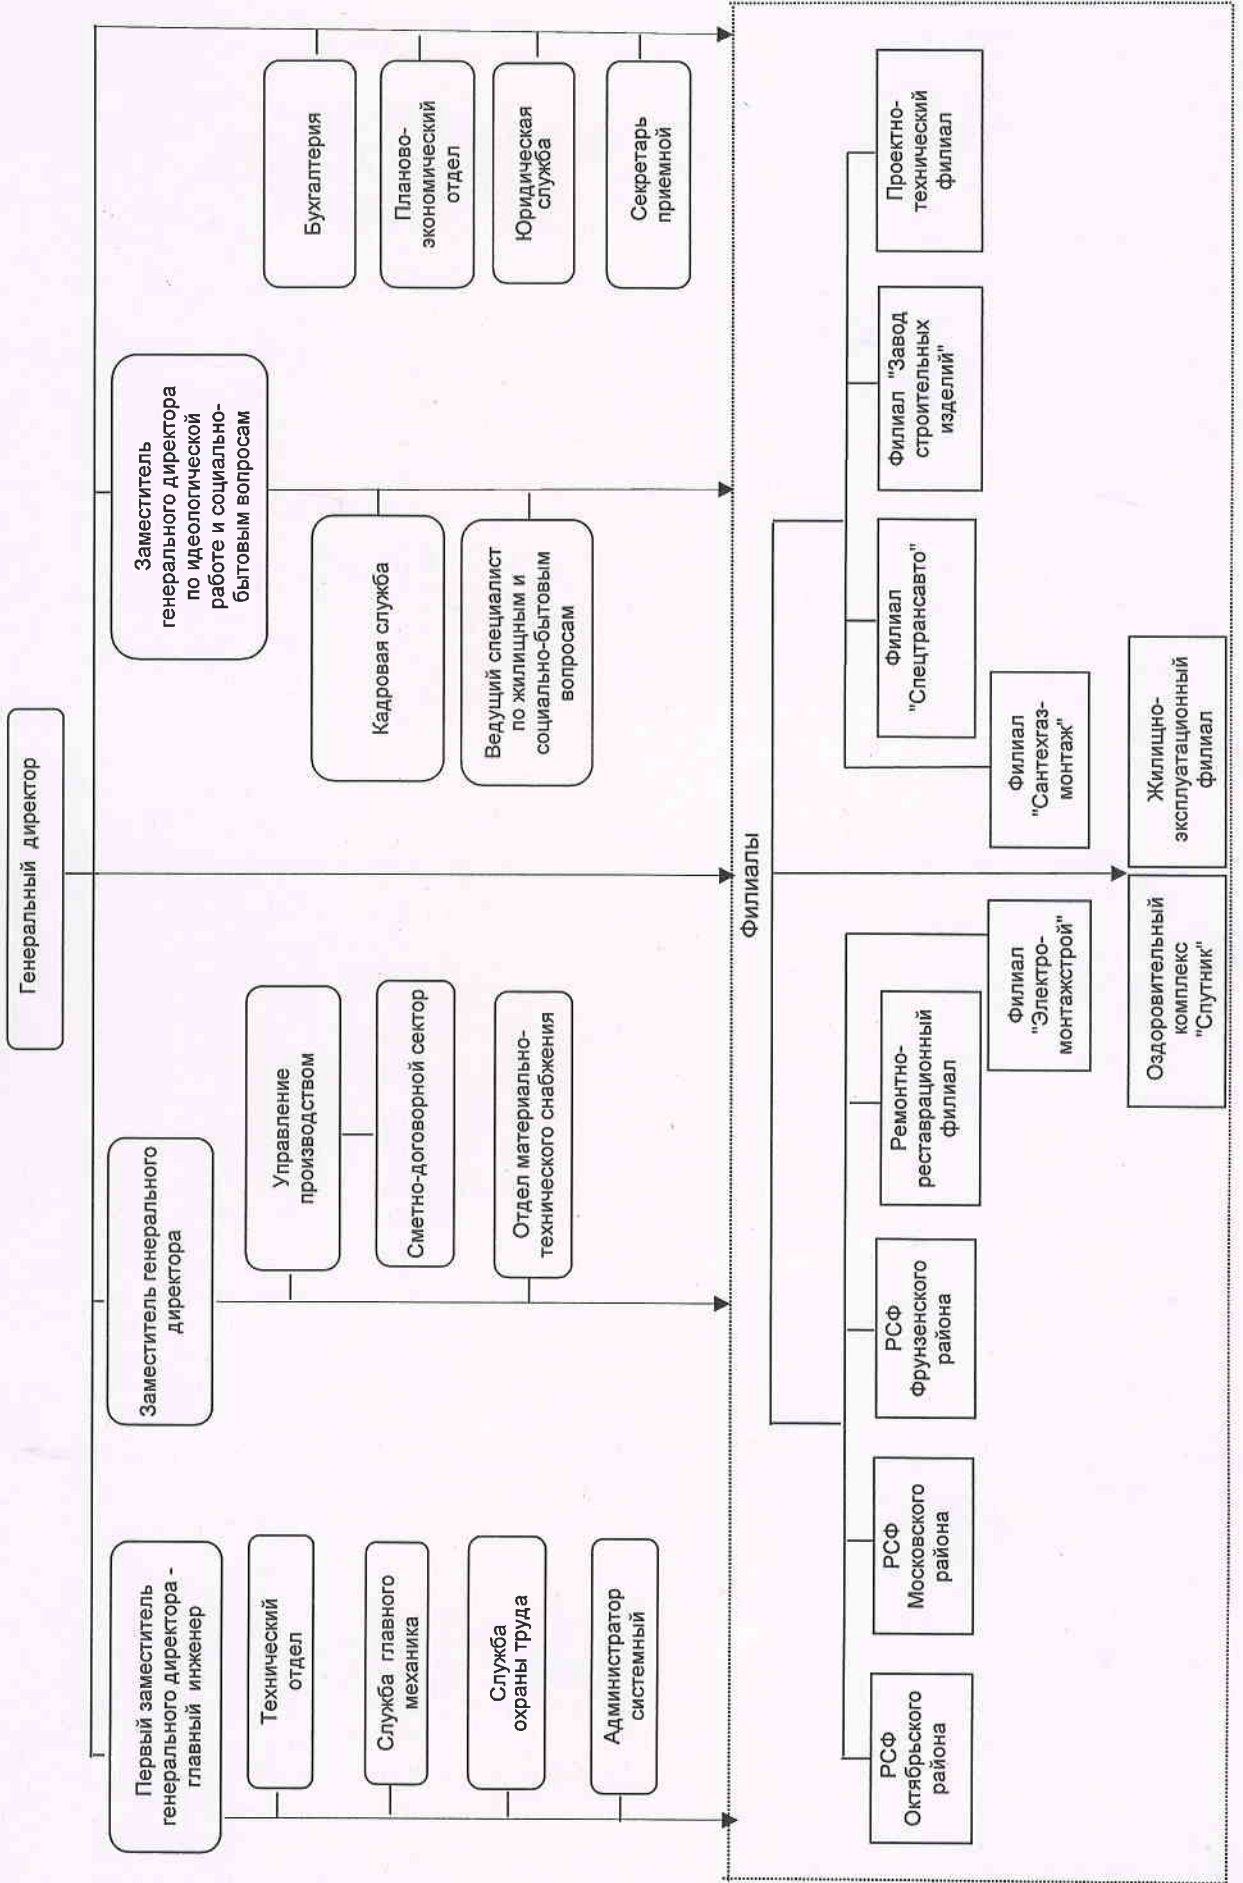 Генеральный директор
Первый заместитель
генерального директора -
главный инженер
Технический
отдел
Служба главного
механика
Служба
охраны труда
Администратор
системный
Заместитель генерального
директора
Управление
производством
Сметно-договорной сектор
Отдел материально-
технического снабжения
Заместитель
генерального директора
по идеологической
работе и социально-
бытовым вопросам
Кадровая служба
Ведущий специалист
по жилищным и
социально-бытовым
вопросам
Бухгалтерия
Планово-
экономический
отдел
Юридическая
служба
Секретарь
приемной
Филиалы
РСФ
Октябрьского
района
РСФ
Московского
района
РСФ
Фрунзенского
района
Ремонтно-
реставрационный
филиал
Филиал
"Электро-
монтажстрой"
Филиал
"Сантехгаз-
монтаж"
Филиал
"Спецтрансавто"
Филиал "Завод
строительных
изделий"
Проектно-
технический
филиал
Оздоровительный
комплекс
"Спутник"
Жилищно-
эксплуатационный
филиал